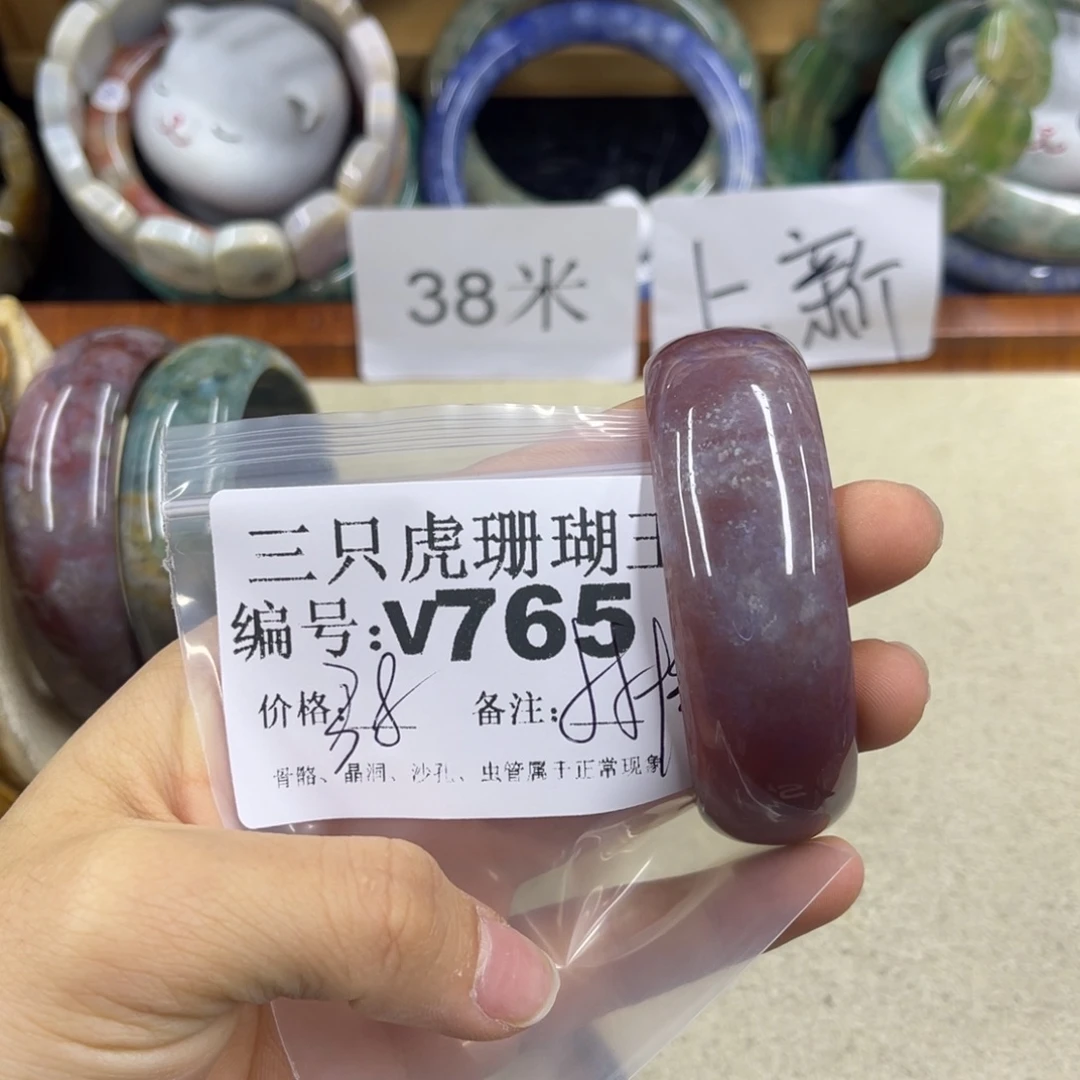 38米
上新
三只虎珊瑚
编号:v765
价格: 38 备注:
骨骼、晶洞、沙孔、虫管属于正常现象